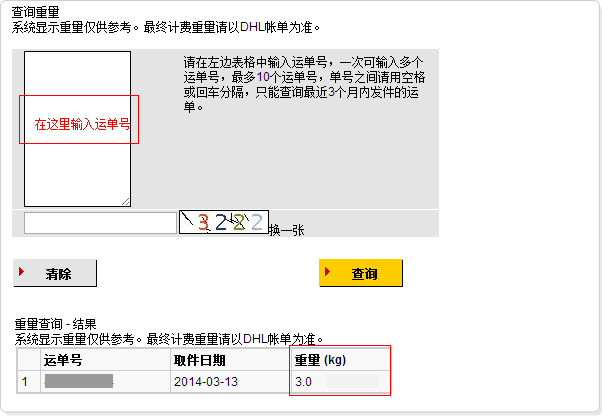 查询重量
系统显示重量仅供参考。最终计费重量请以DHL帐单为准。
请在左边表格中输入运单号，一次可输入多个
运单号，最多10个运单号，单号之间请用空格
或回车分隔，只能查询最近3个月内发件的运
单。
在这里输入运单号
3222 换一张
清除 查询
重量查询 - 结果
系统显示重量仅供参考。最终计费重量请以DHL帐单为准。
运单号 取件日期 重量 (kg)
1 2014-03-13 3.0